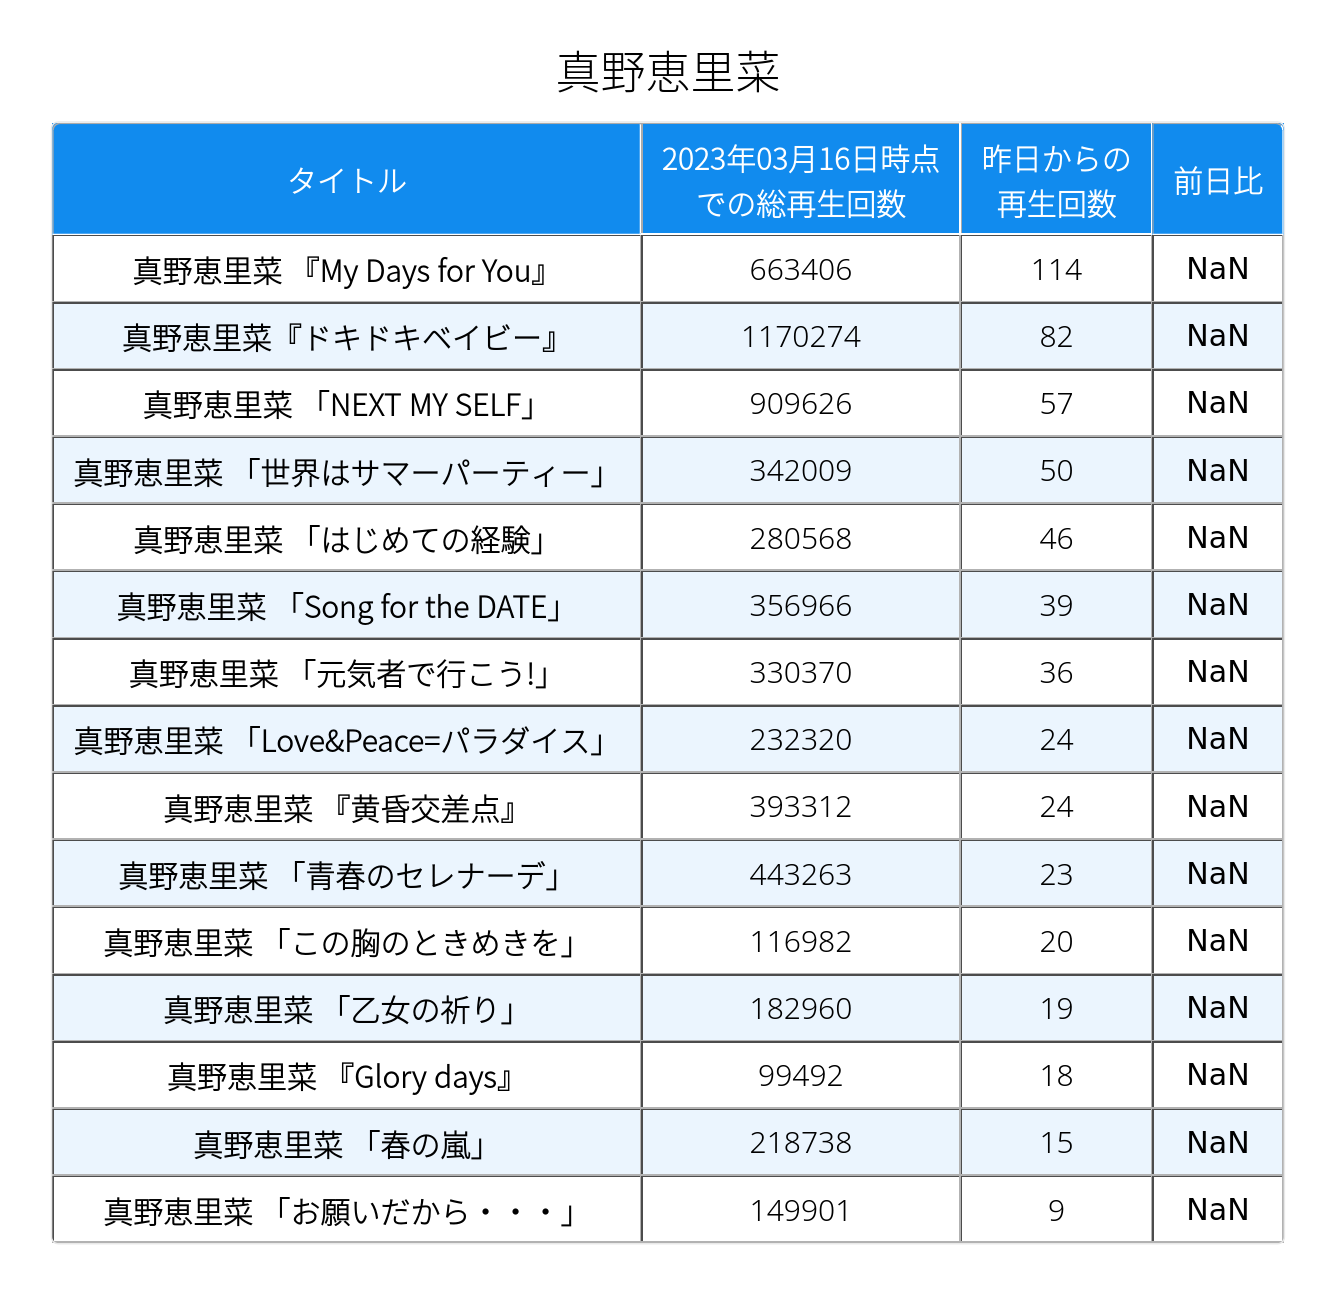 真野恵里菜
タイトル 2023年03月16日時点での総再生回数 昨日からの再生回数 前日比
真野恵里菜 『My Days for You』 663406 114 NaN
真野恵里菜『ドキドキベイビー』 1170274 82 NaN
真野恵里菜 「NEXT MY SELF」 909626 57 NaN
真野恵里菜 「世界はサマーパーティー」 342009 50 NaN
真野恵里菜 「はじめての経験」 280568 46 NaN
真野恵里菜 「Song for the DATE」 356966 39 NaN
真野恵里菜 「元気者で行こう!」 330370 36 NaN
真野恵里菜 「Love&Peace=パラダイス」 232320 24 NaN
真野恵里菜 『黄昏交差点』 393312 24 NaN
真野恵里菜 「青春のセレナーデ」 443263 23 NaN
真野恵里菜 「この胸のときめきを」 116982 20 NaN
真野恵里菜 「乙女の祈り」 182960 19 NaN
真野恵里菜 『Glory days』 99492 18 NaN
真野恵里菜 「春の嵐」 218738 15 NaN
真野恵里菜 「お願いだから・・・」 149901 9 NaN